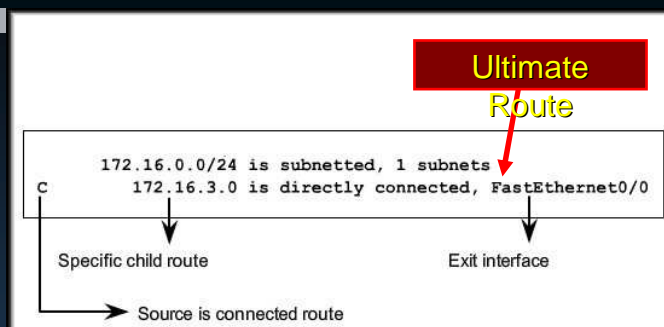 Ultimate
Route
172.16.0.0/24 is subnetted, 1 subnets
C 172.16.3.0 is directly connected, FastEthernet0/0
Specific child route
Exit interface
Source is connected route